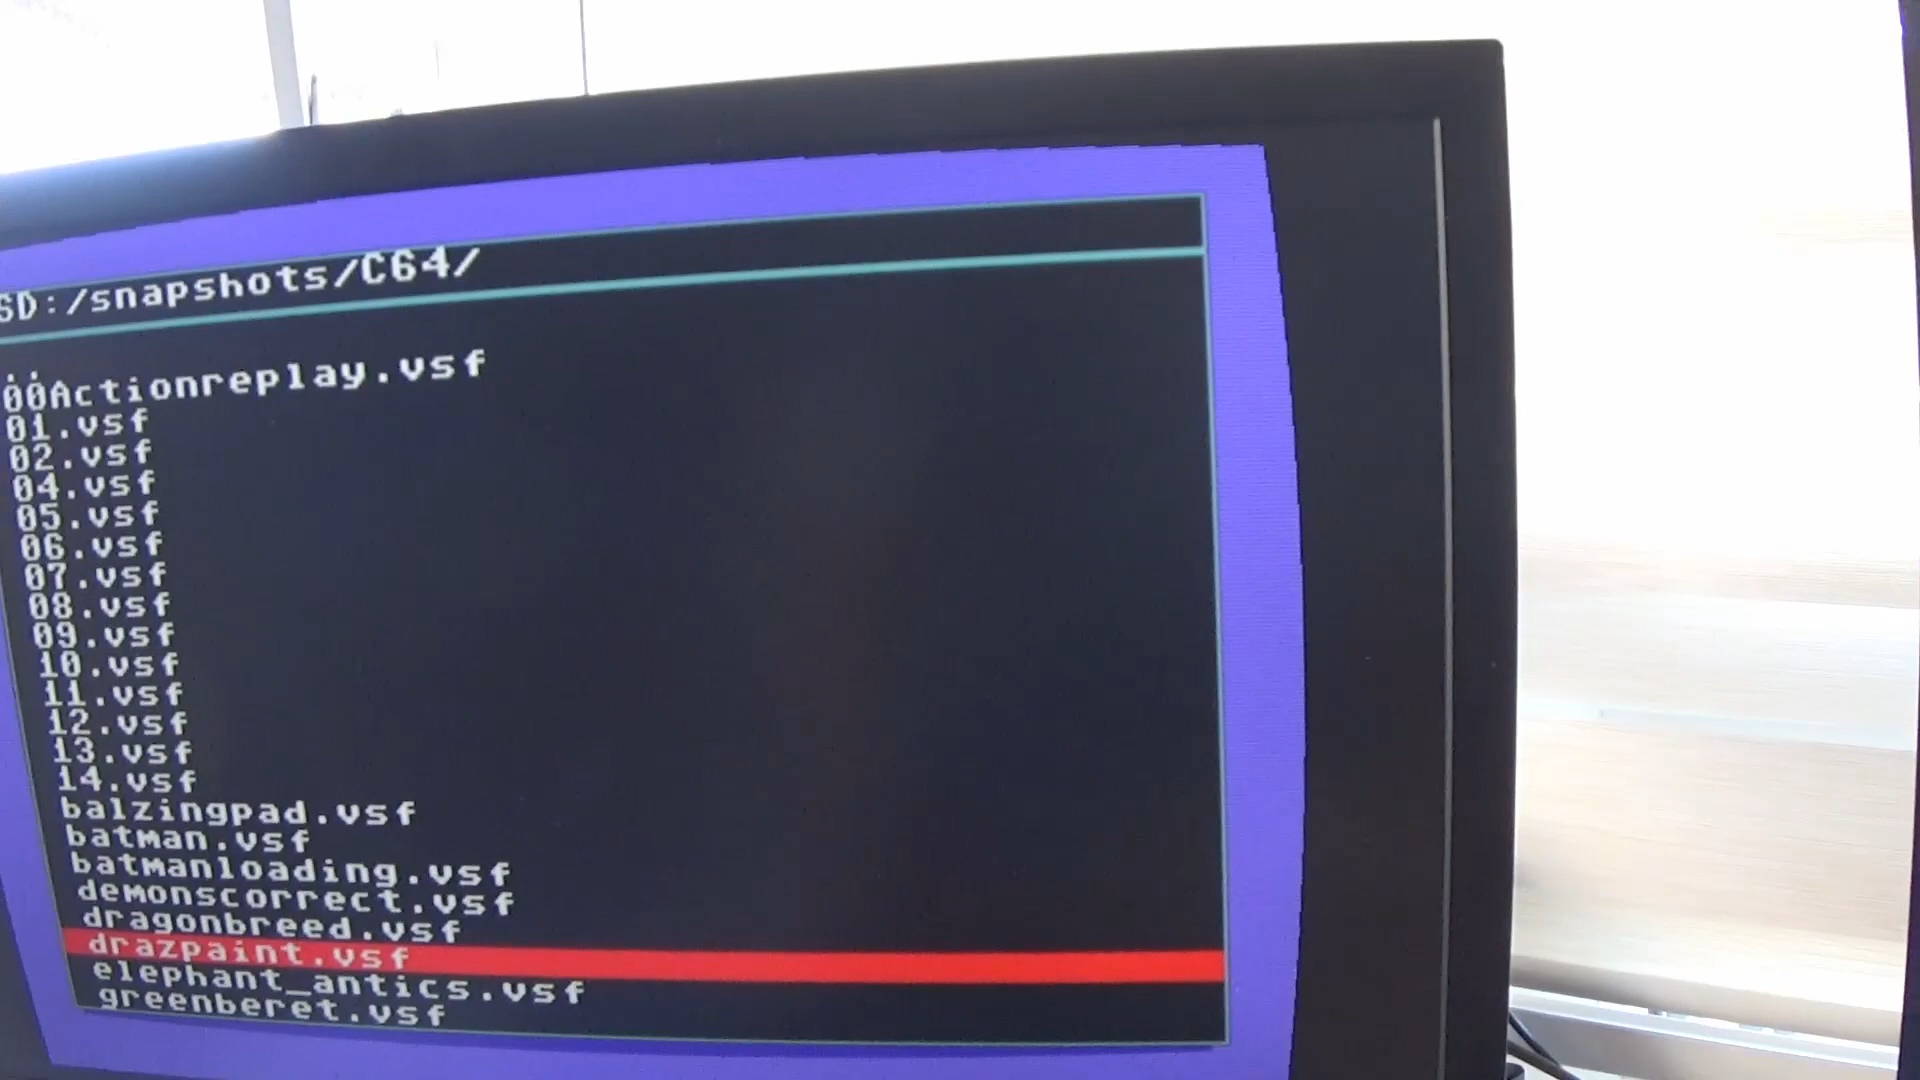 SD:/snapshots/C64/
..
00Actionreplay.vsf
01.vsf
02.vsf
04.vsf
05.vsf
06.vsf
07.vsf
08.vsf
09.vsf
10.vsf
11.vsf
12.vsf
13.vsf
14.vsf
balzingpad.vsf
batman.vsf
batmanloading.vsf
demonscorrect.vsf
dragonbreed.vsf
drazpaint.vsf
elephant_antics.vsf
greenberet.vsf